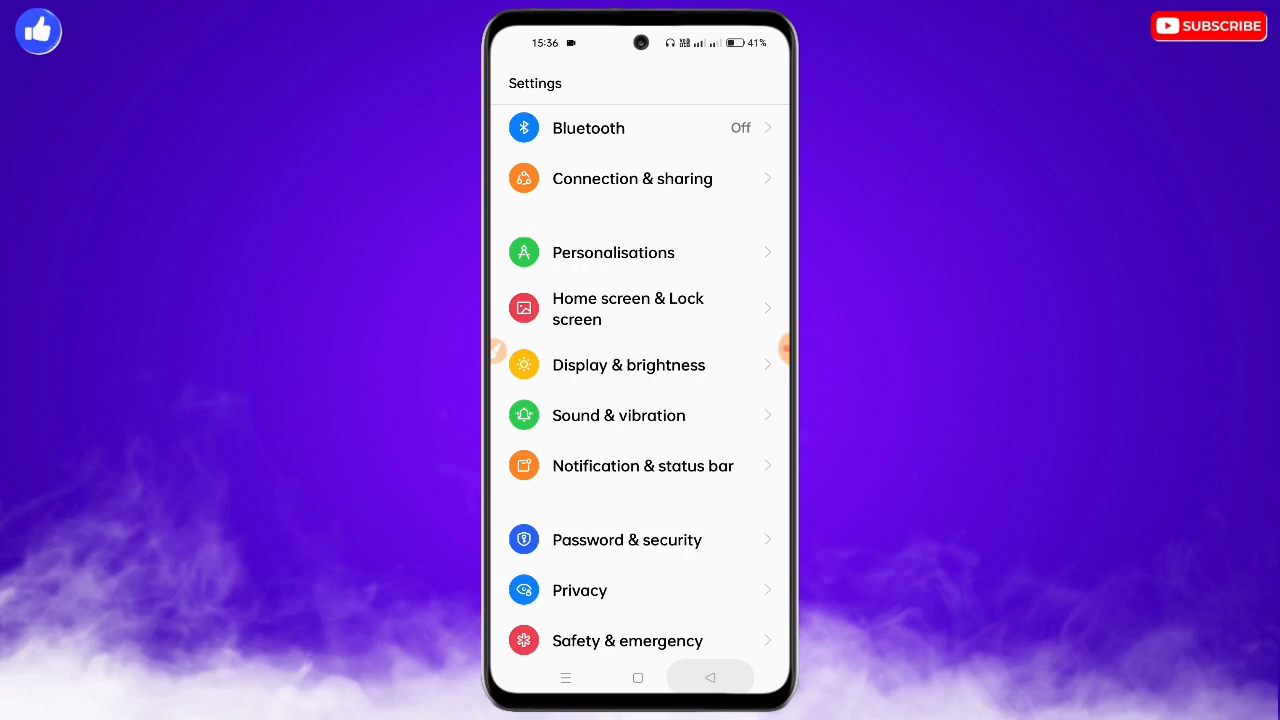 SUBSCRIBE
15:36
41%
Settings
Bluetooth Off
Connection & sharing
Personalisations
Home screen & Lock
screen
Display & brightness
Sound & vibration
Notification & status bar
Password & security
Privacy
Safety & emergency